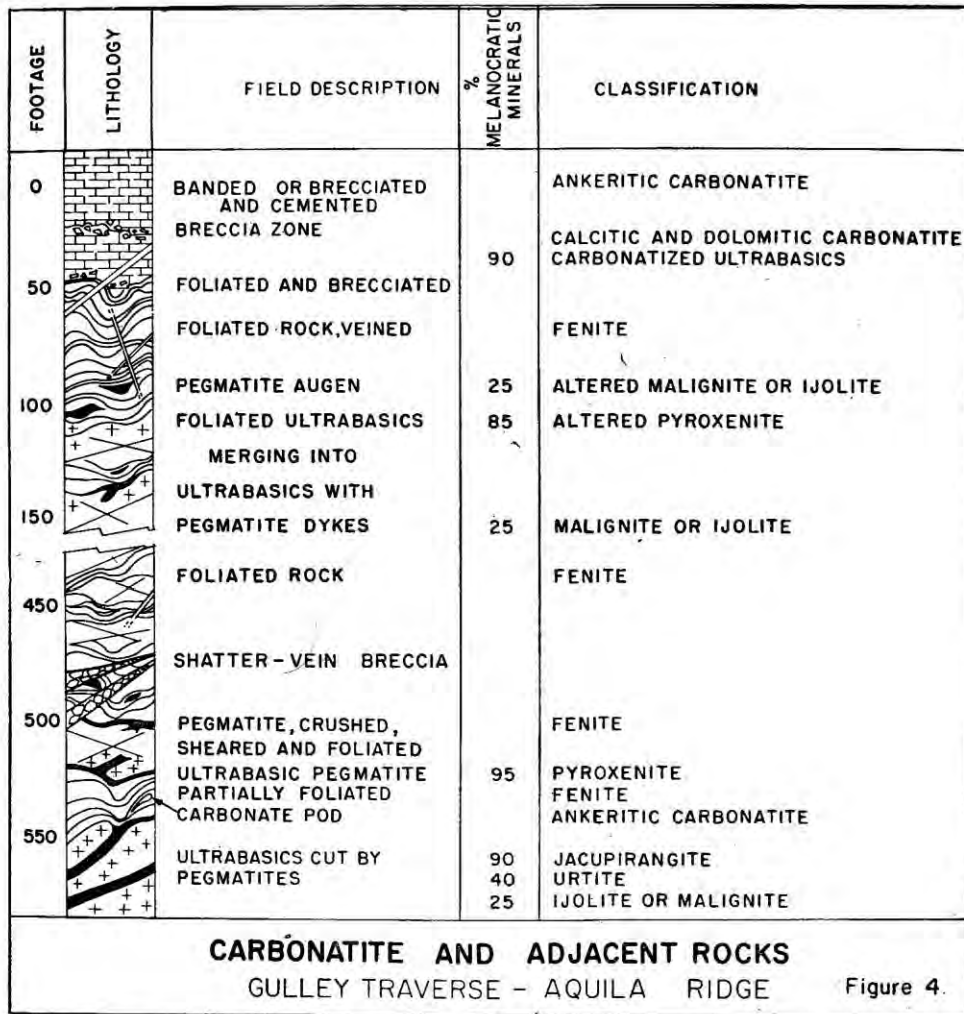 FOOTAGE
LITHOLOGY
FIELD DESCRIPTION
% MELANOCRATIC MINERALS
CLASSIFICATION
0
BANDED OR BRECCIATED
AND CEMENTED
ANKERITIC CARBONATITE
BRECCIA ZONE
CALCITIC AND DOLOMITIC CARBONATITE
90 CARBONATIZED ULTRABASICS
50 FOLIATED AND BRECCIATED
FOLIATED ROCK, VEINED FENITE
PEGMATITE AUGEN 25 ALTERED MALIGNITE OR IJOLITE
100
FOLIATED ULTRABASICS 85 ALTERED PYROXENITE
MERGING INTO
ULTRABASICS WITH
150
PEGMATITE DYKES 25 MALIGNITE OR IJOLITE
FOLIATED ROCK FENITE
450
SHATTER-VEIN BRECCIA
500 PEGMATITE, CRUSHED, FENITE
SHEARED AND FOLIATED
ULTRABASIC PEGMATITE 95 PYROXENITE
PARTIALLY FOLIATED FENITE
CARBONATE POD ANKERITIC CARBONATITE
550
ULTRABASICS CUT BY 90 JACUPIRANGITE
PEGMATITES 40 URTITE
25 IJOLITE OR MALIGNITE
CARBONATITE AND ADJACENT ROCKS
GULLEY TRAVERSE - AQUILA RIDGE Figure 4.